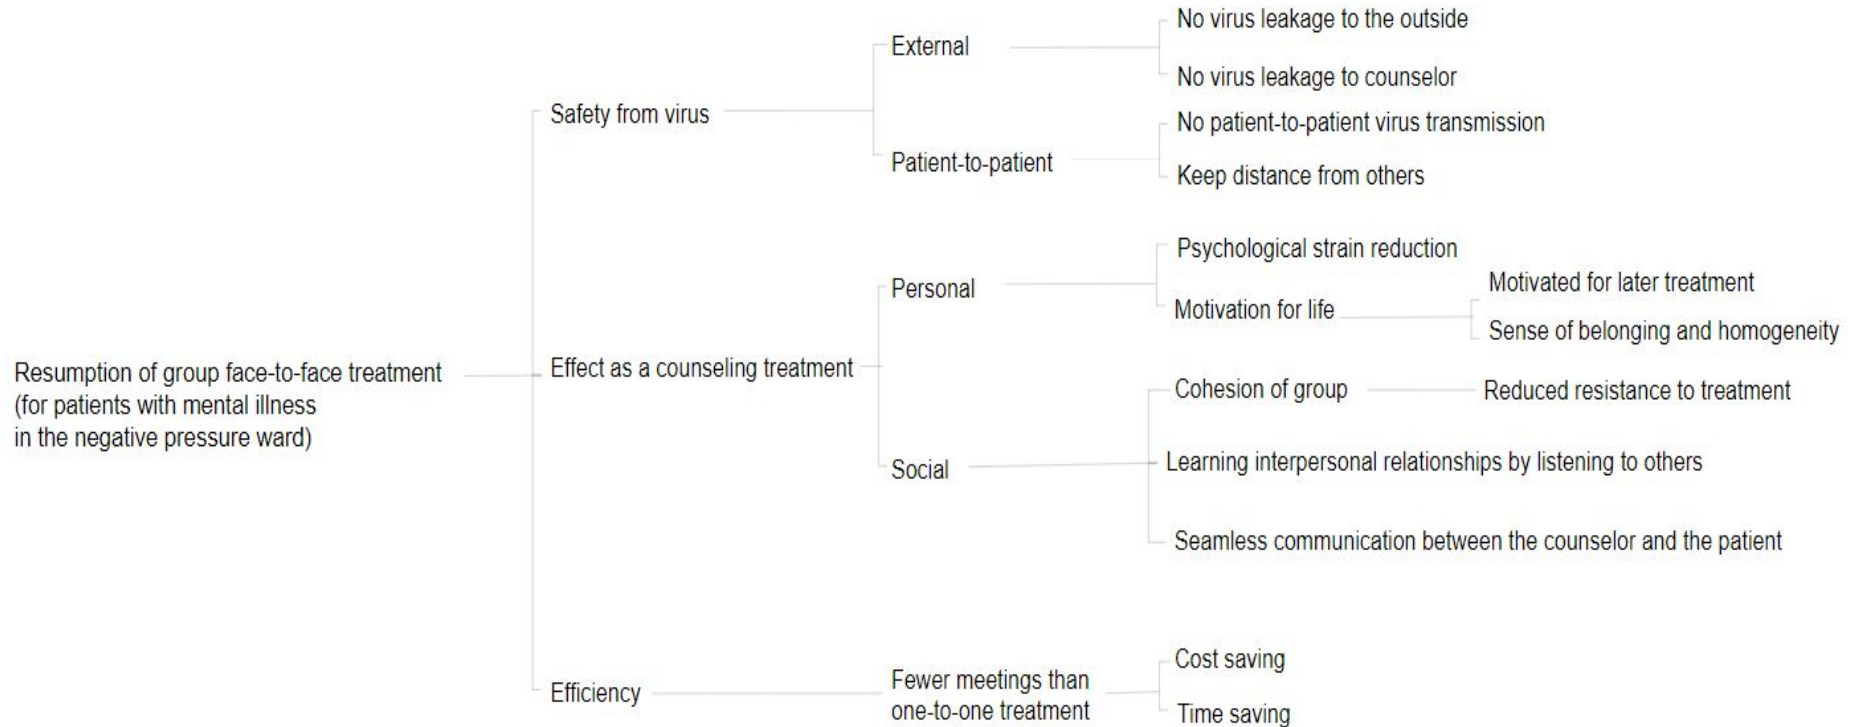 No virus leakage to the outside
External
No virus leakage to counselor
Safety from virus
No patient-to-patient virus transmission
Patient-to-patient
Keep distance from others
Psychological strain reduction
Personal
Motivated for later treatment
Motivation for life
Sense of belonging and homogeneity
Resumption of group face-to-face treatment
(for patients with mental illness
in the negative pressure ward)
Effect as a counseling treatment
Cohesion of group
Reduced resistance to treatment
Social
Learning interpersonal relationships by listening to others
Seamless communication between the counselor and the patient
Efficiency
Fewer meetings than
one-to-one treatment
Cost saving
Time saving